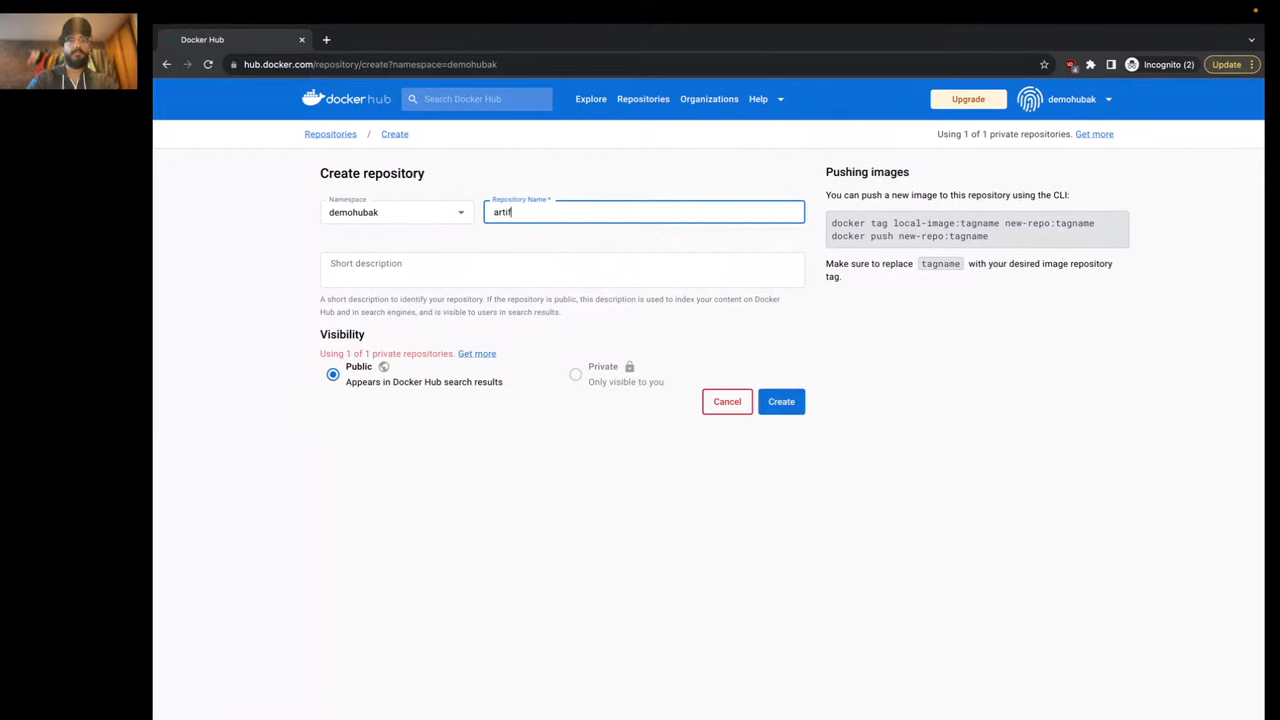 Docker Hub
hub.docker.com/repository/create?namespace=demohubak
Incognito (2)
Update
docker hub
Search Docker Hub
Explore
Repositories
Organizations
Help
Upgrade
demohubak
Repositories / Create
Using 1 of 1 private repositories. Get more
Create repository
Namespace
demohubak
Repository Name *
artif
Short description
A short description to identify your repository. If the repository is public, this description is used to index your content on Docker
Hub and in search engines, and is visible to users in search results.
Visibility
Using 1 of 1 private repositories. Get more
Public
Appears in Docker Hub search results
Private
Only visible to you
Cancel
Create
Pushing images
You can push a new image to this repository using the CLI:
docker tag local-image:tagname new-repo:tagname
docker push new-repo:tagname
Make sure to replace tagname with your desired image repository
tag.